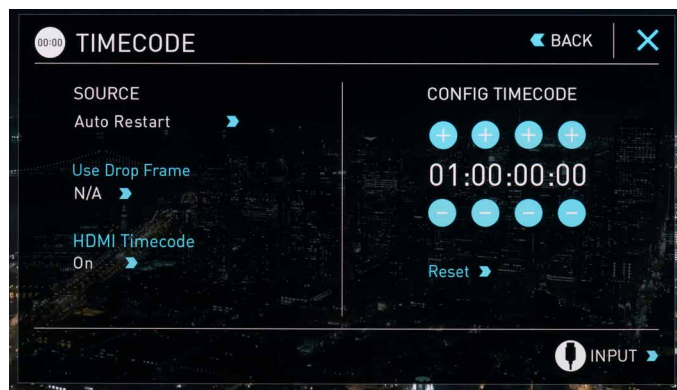 00:00 TIMECODE
BACK
SOURCE
Auto Restart
Use Drop Frame
N/A
HDMI Timecode
On
CONFIG TIMECODE
+ + + +
01:00:00:00
− − − −
Reset
INPUT